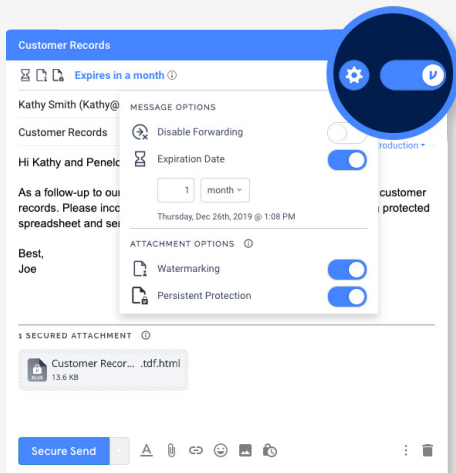 Customer Records
Expires in a month
Kathy Smith (Kathy@
MESSAGE OPTIONS
Customer Records
Disable Forwarding
roduction
Hi Kathy and Penelo
Expiration Date
1 month
As a follow-up to our
customer
records. Please inco
protected
spreadsheet and se
Thursday, Dec 26th, 2019 @ 1:08 PM
ATTACHMENT OPTIONS
Best,
Watermarking
Joe
Persistent Protection
1 SECURED ATTACHMENT
Customer Recor... .tdf.html
XLSX 13.6 KB
Secure Send